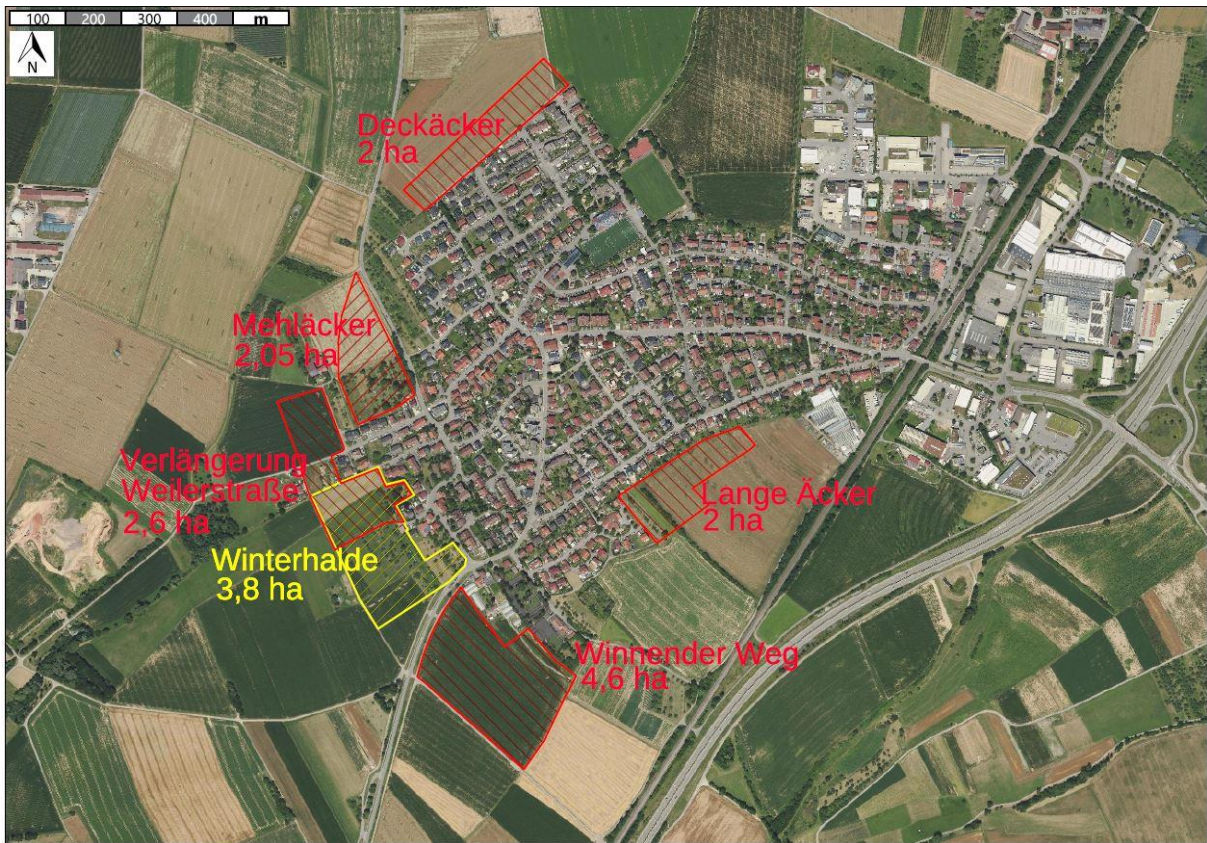 100 200 300 400 m
N
Deckäcker
2 ha
Mehläcker
2,05 ha
Verlängerung
Weilerstraße
2,6 ha
Lange Äcker
2 ha
Winterhalde
3,8 ha
Winnender Weg
4,6 ha